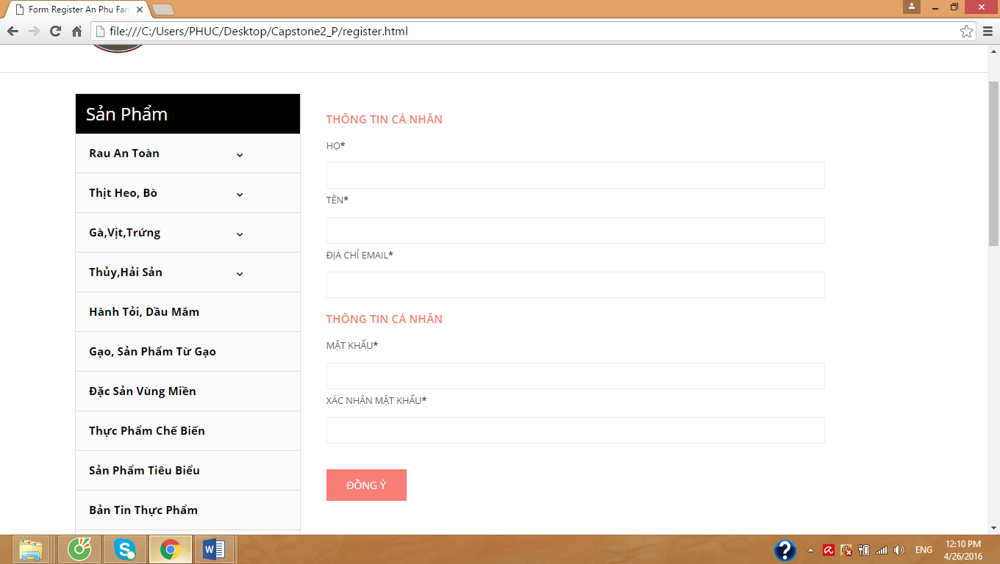 Form Register An Phu Fan
file:///C:/Users/PHUC/Desktop/Capstone2_P/register.html
Sản Phẩm
Rau An Toàn
Thịt Heo, Bò
Gà,Vịt,Trứng
Thủy,Hải Sản
Hành Tỏi, Dầu Mắm
Gạo, Sản Phẩm Từ Gạo
Đặc Sản Vùng Miền
Thực Phẩm Chế Biến
Sản Phẩm Tiêu Biểu
Bản Tin Thực Phẩm
THÔNG TIN CÁ NHÂN
HỌ*
TÊN*
ĐỊA CHỈ EMAIL*
THÔNG TIN CÁ NHÂN
MẬT KHẨU*
XÁC NHẬN MẬT KHẨU*
ĐỒNG Ý
ENG
12:10 PM
4/26/2016